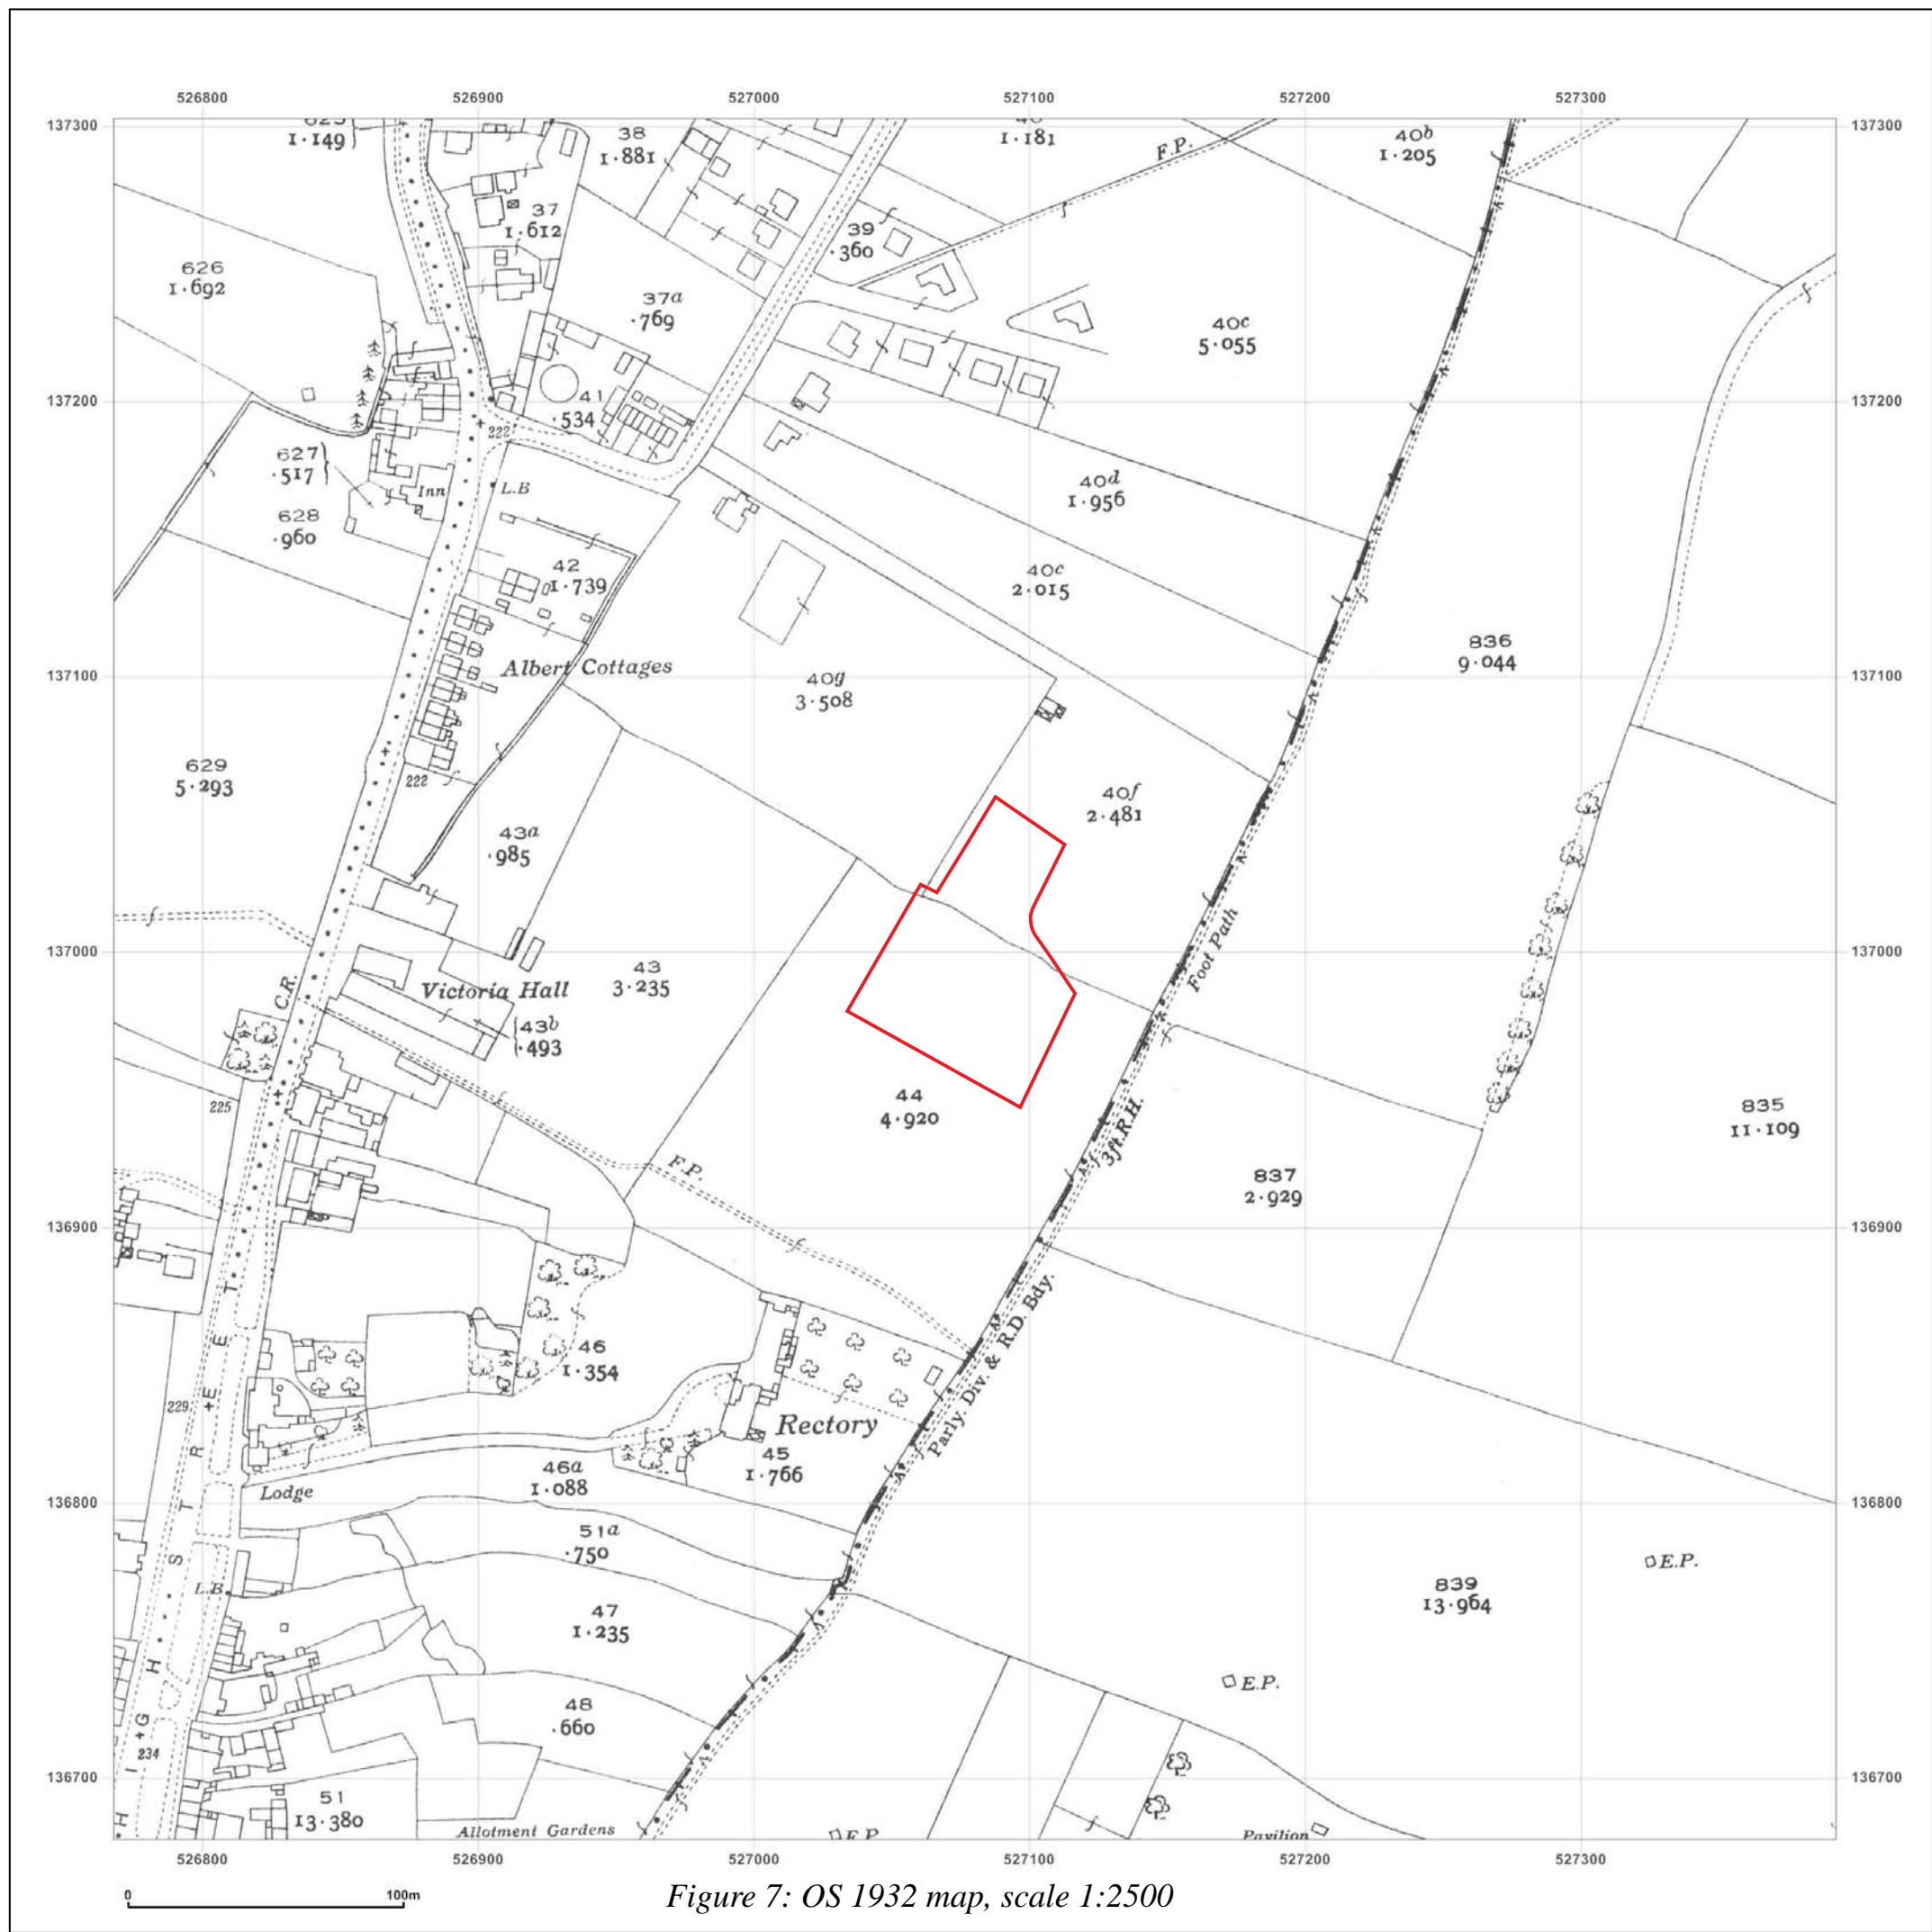 526800 526900 527000 527100 527200 527300
137300 137300
1·149
38
1·881
1·181
F.P.
40b
1·205
37
1·612
39
·360
626
1·692
37a
·769
40c
5·055
137200 137200
41
·534
222
627
·517
Inn
L.B
40d
1·956
628
·960
42
1·739
40c
2·015
836
9·044
Albert Cottages
137100 137100
40g
3·508
629
5·293
222
40f
2·481
43a
·985
Foot Path
137000 137000
C.R.
Victoria Hall
43
3·235
43b
·493
225
44
4·920
3ft.R.H.
835
11·109
F.P.
837
2·929
136900 136900
Parly. Div. & R.D. Bdy.
46
1·354
229
Rectory
45
1·766
46a
1·088
Lodge
136800 136800
51a
·750
E.P.
L.B
839
13·964
47
1·235
E.P.
48
·660
HIGH STREET
234
136700 136700
51
13·380
Allotment Gardens
E.P
Pavilion
526800 526900 527000 527100 527200 527300
0 100m
Figure 7: OS 1932 map, scale 1:2500